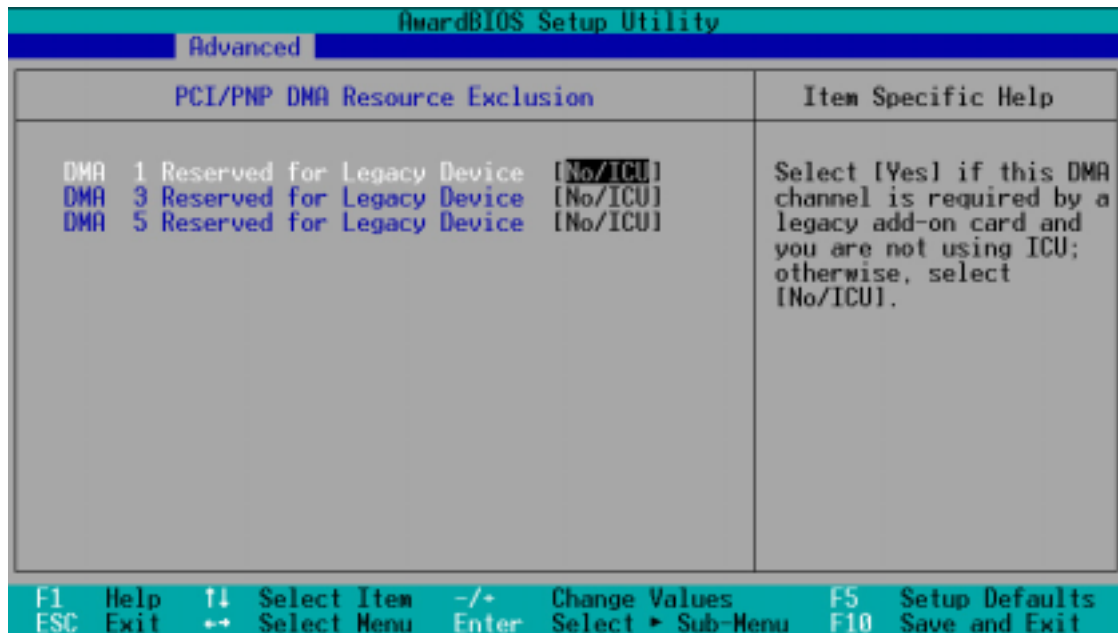 AwardBIOS Setup Utility
Advanced
PCI/PNP DMA Resource Exclusion
Item Specific Help
DMA 1 Reserved for Legacy Device [No/ICU]
DMA 3 Reserved for Legacy Device [No/ICU]
DMA 5 Reserved for Legacy Device [No/ICU]
Select [Yes] if this DMA
channel is required by a
legacy add-on card and
you are not using ICU;
otherwise, select
[No/ICU].
F1 Help ↑↓ Select Item -/+ Change Values F5 Setup Defaults
ESC Exit ←→ Select Menu Enter Select ► Sub-Menu F10 Save and Exit